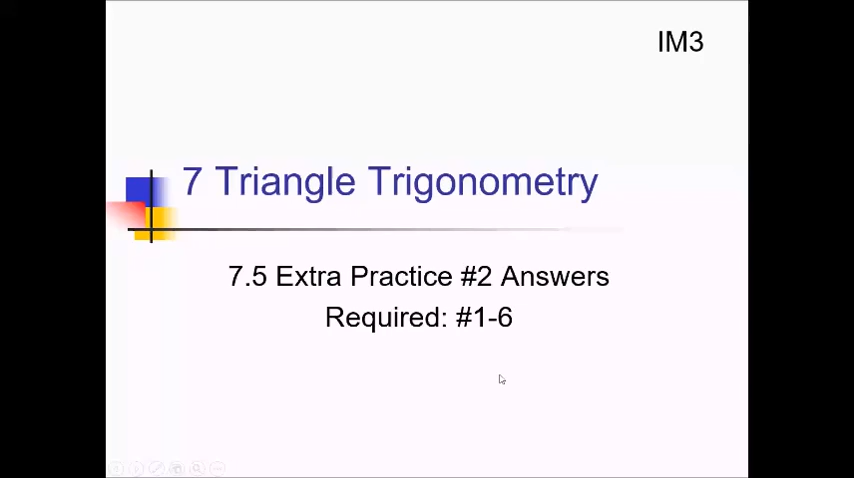 IM3
7 Triangle Trigonometry
7.5 Extra Practice #2 Answers
Required: #1-6